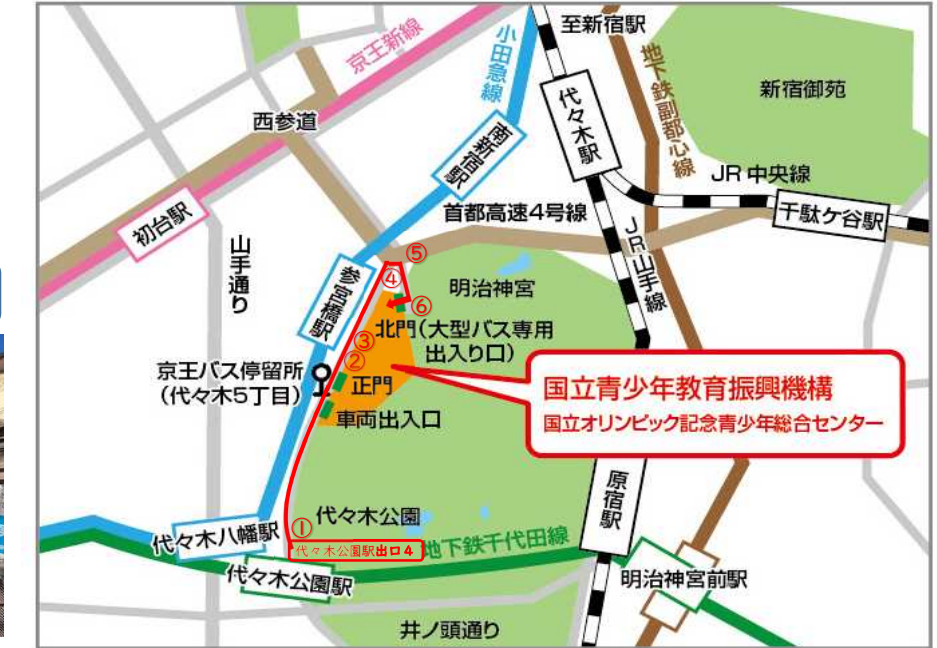 至新宿駅
京王新線
小田急線
地下鉄副都心線
新宿御苑
代々木駅
西参道
南新宿駅
JR中央線
千駄ケ谷駅
首都高速4号線
初台駅
JR山手線
山手通り
参宮橋駅
⑤
④
明治神宮
⑥
北門(大型バス専用
出入り口)
③
②
京王バス停留所
(代々木5丁目)
正門
車両出入口
国立青少年教育振興機構
国立オリンピック記念青少年総合センター
原宿駅
代々木公園
①
代々木八幡駅
代々木公園駅出口4
地下鉄千代田線
代々木公園駅
明治神宮前駅
井ノ頭通り